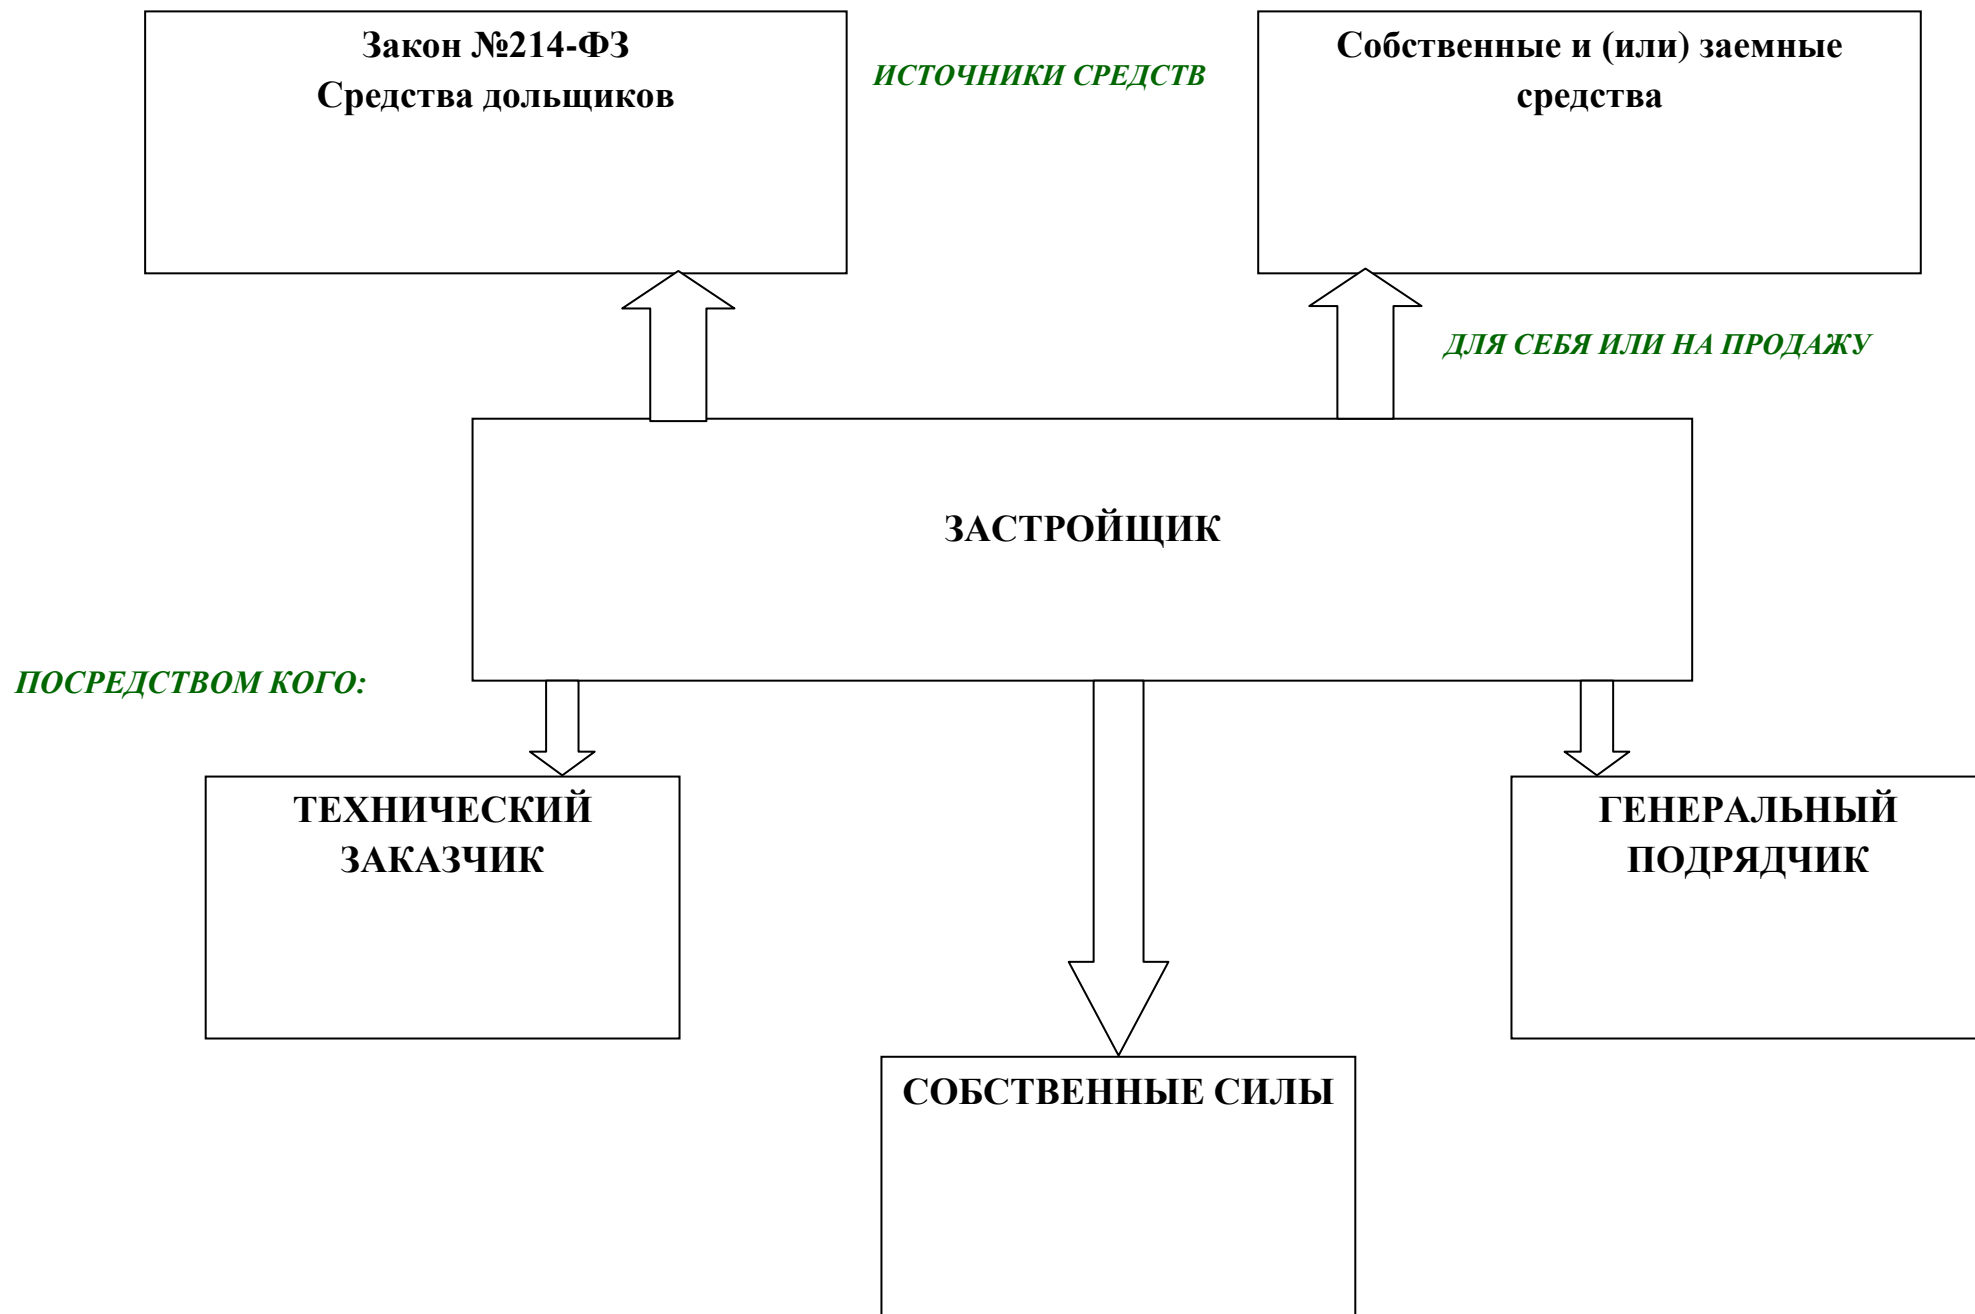 Закон №214-ФЗ
Средства дольщиков
ИСТОЧНИКИ СРЕДСТВ
Собственные и (или) заемные
средства
ДЛЯ СЕБЯ ИЛИ НА ПРОДАЖУ
ЗАСТРОЙЩИК
ПОСРЕДСТВОМ КОГО:
ТЕХНИЧЕСКИЙ
ЗАКАЗЧИК
ГЕНЕРАЛЬНЫЙ
ПОДРЯДЧИК
СОБСТВЕННЫЕ СИЛЫ